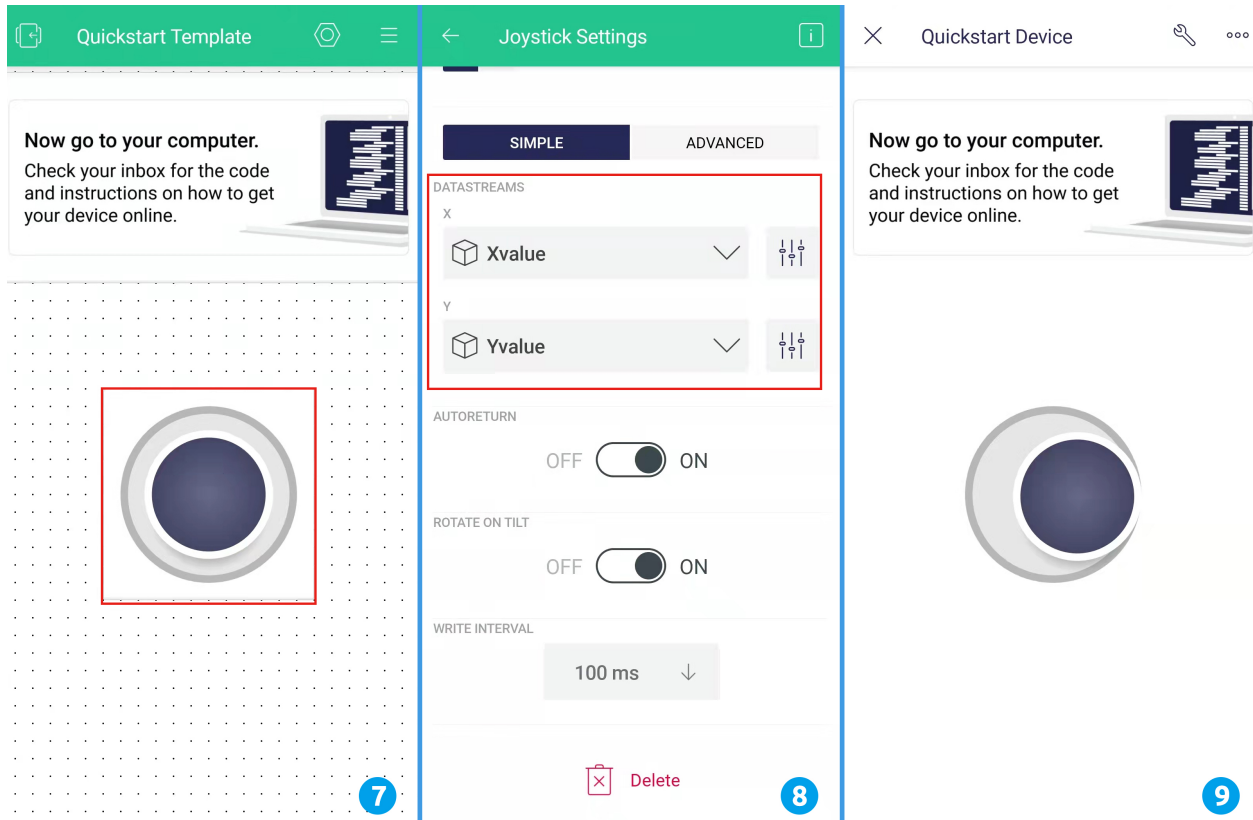 Quickstart Template
Now go to your computer.
Check your inbox for the code
and instructions on how to get
your device online.
7
Joystick Settings
i
SIMPLE
ADVANCED
DATASTREAMS
X
Xvalue
Y
Yvalue
AUTORETURN
OFF ON
ROTATE ON TILT
OFF ON
WRITE INTERVAL
100 ms
Delete
8
Quickstart Device
Now go to your computer.
Check your inbox for the code
and instructions on how to get
your device online.
9